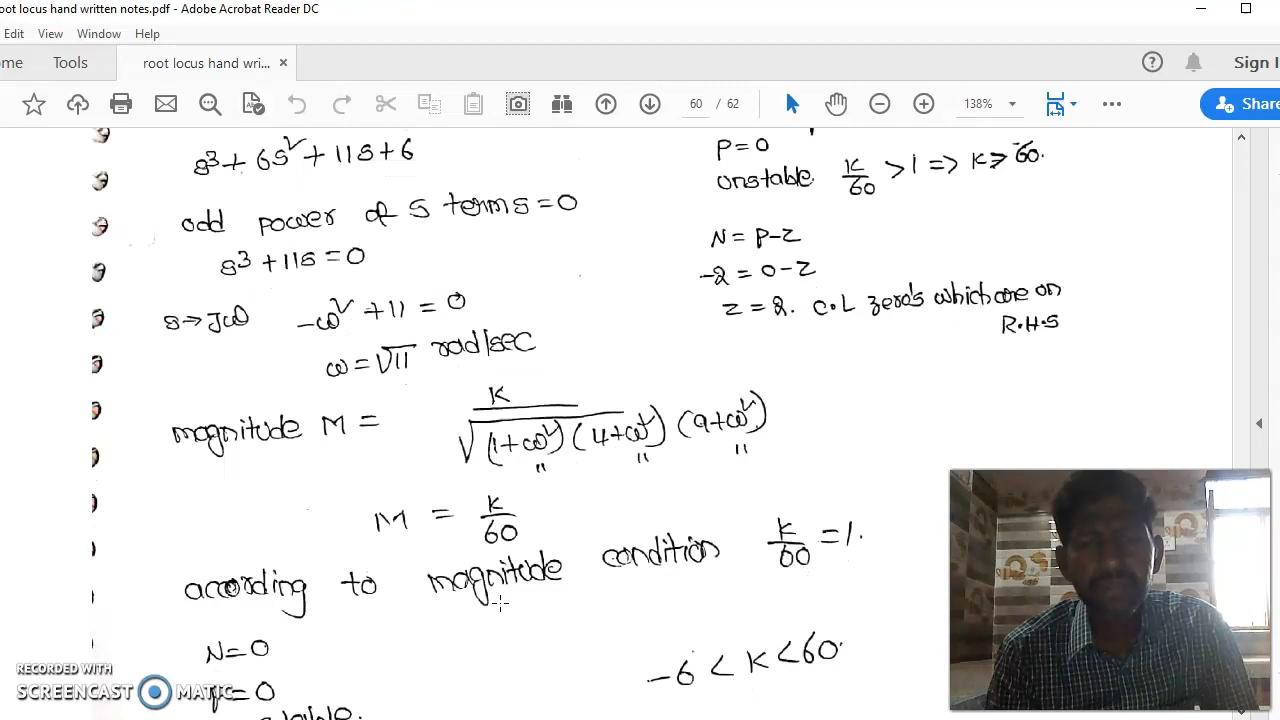 root locus hand written notes.pdf - Adobe Acrobat Reader DC
Edit View Window Help
ome Tools root locus hand wri... × Sign I
60 / 62 138% Share
s³ + 6s² + 11s + 6
odd power of s terms = 0
s³ + 11s = 0
s → Jω -ω² + 11 = 0
ω = √11 rad/sec
magnitude M = K / √(1+ω²)(4+ω²)(9+ω²)
" " "
M = K/60
according to magnitude condition K/60 = 1.
N = 0
P = 0
stable.
-6 < K < 60.
P = 0
unstable. K/60 > 1 => K > 60.
N = P-Z
-2 = 0-Z
Z = 2. C.L zero's which are on
R.H.S
RECORDED WITH
SCREENCAST MATIC